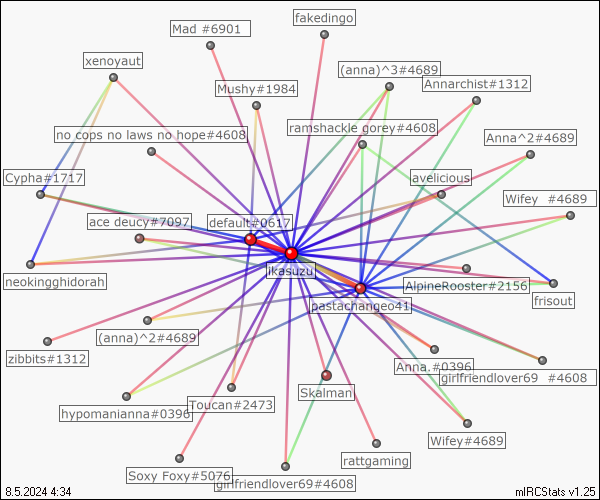 fakedingo
Mad #6901
xenoyaut
(anna)^3#4689
Annarchist#1312
Mushy#1984
no cops no laws no hope#4608
ramshackle gorey#4608
Anna^2#4689
Cypha#1717
avelicious
Wifey #4689
ace deucy#7097
default#0617
ikasuzu
neokingghidorah
AlpineRooster#2156
frisout
pastachangeo41
(anna)^2#4689
zibbits#1312
Anna.#0396
girlfriendlover69 #4608
Skalman
Toucan#2473
hypomanianna#0396
Wifey#4689
rattgaming
Soxy Foxy#5076
girlfriendlover69#4608
8.5.2024 4:34
mIRCStats v1.25